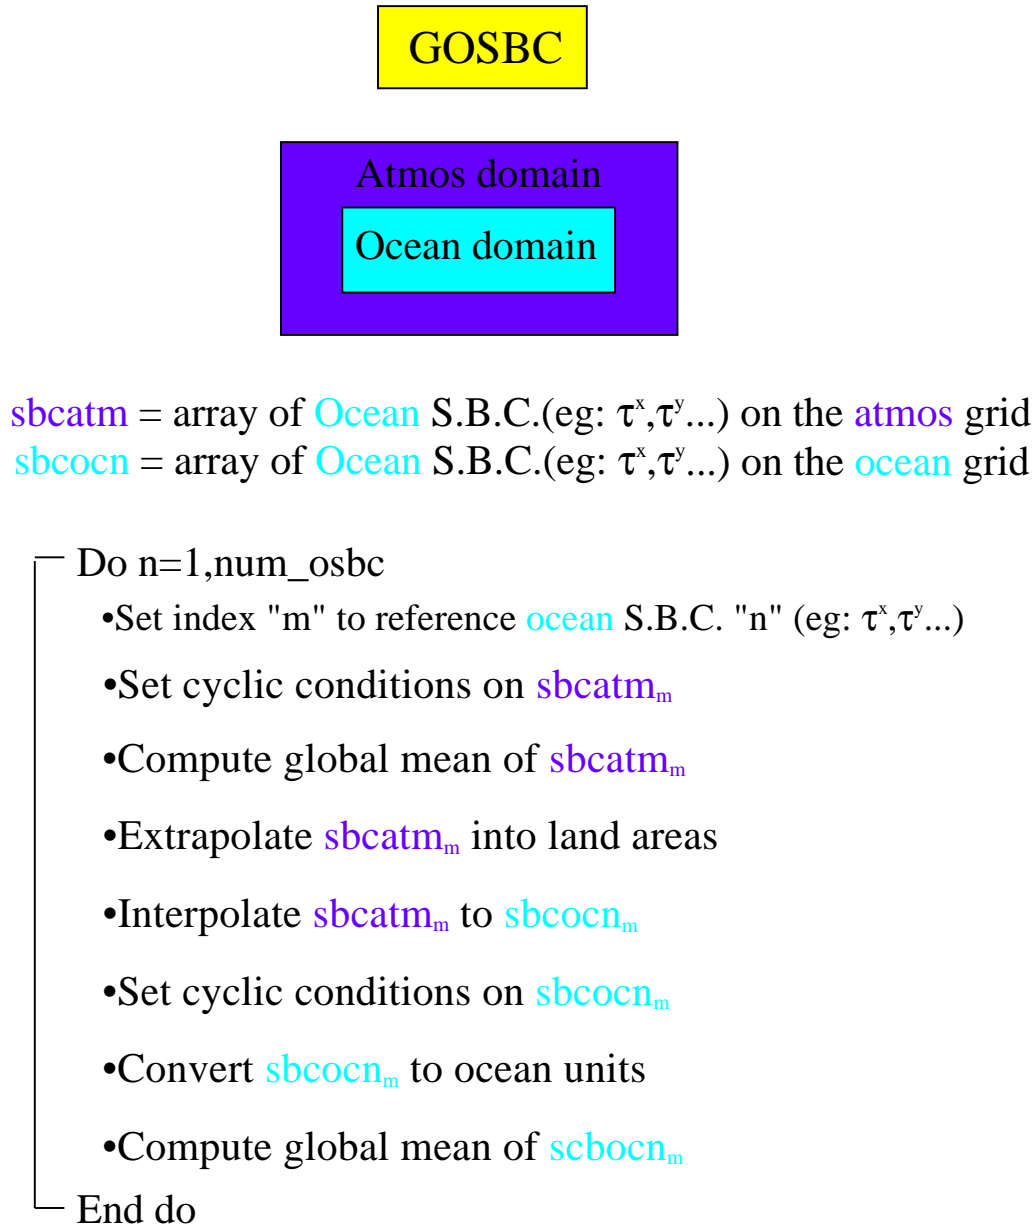 GOSBC
Atmos domain
Ocean domain
sbcatm = array of Ocean S.B.C.(eg: τˣ,τʸ...) on the atmos grid
sbcocn = array of Ocean S.B.C.(eg: τˣ,τʸ...) on the ocean grid
Do n=1,num_osbc
•Set index "m" to reference ocean S.B.C. "n" (eg: τˣ,τʸ...)
•Set cyclic conditions on sbcatmₘ
•Compute global mean of sbcatmₘ
•Extrapolate sbcatmₘ into land areas
•Interpolate sbcatmₘ to sbcocnₘ
•Set cyclic conditions on sbcocnₘ
•Convert sbcocnₘ to ocean units
•Compute global mean of scbocnₘ
End do